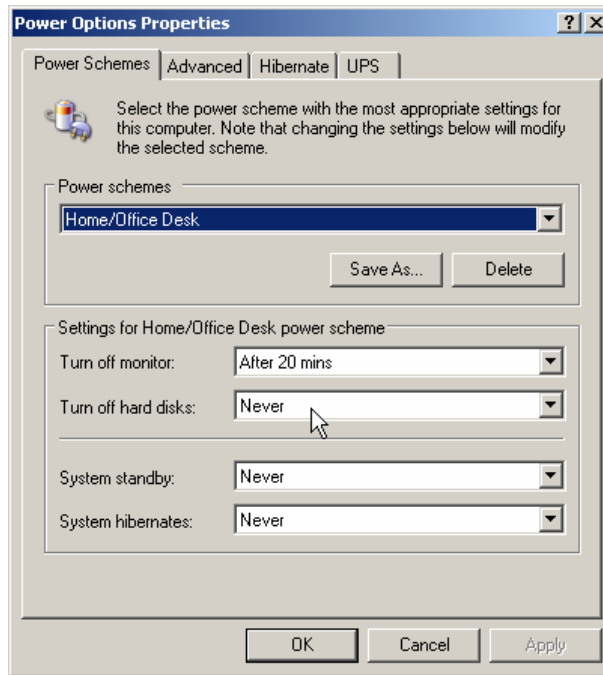 Power Options Properties
Power Schemes Advanced Hibernate UPS
Select the power scheme with the most appropriate settings for
this computer. Note that changing the settings below will modify
the selected scheme.
Power schemes
Home/Office Desk
Save As... Delete
Settings for Home/Office Desk power scheme
Turn off monitor: After 20 mins
Turn off hard disks: Never
System standby: Never
System hibernates: Never
OK Cancel Apply